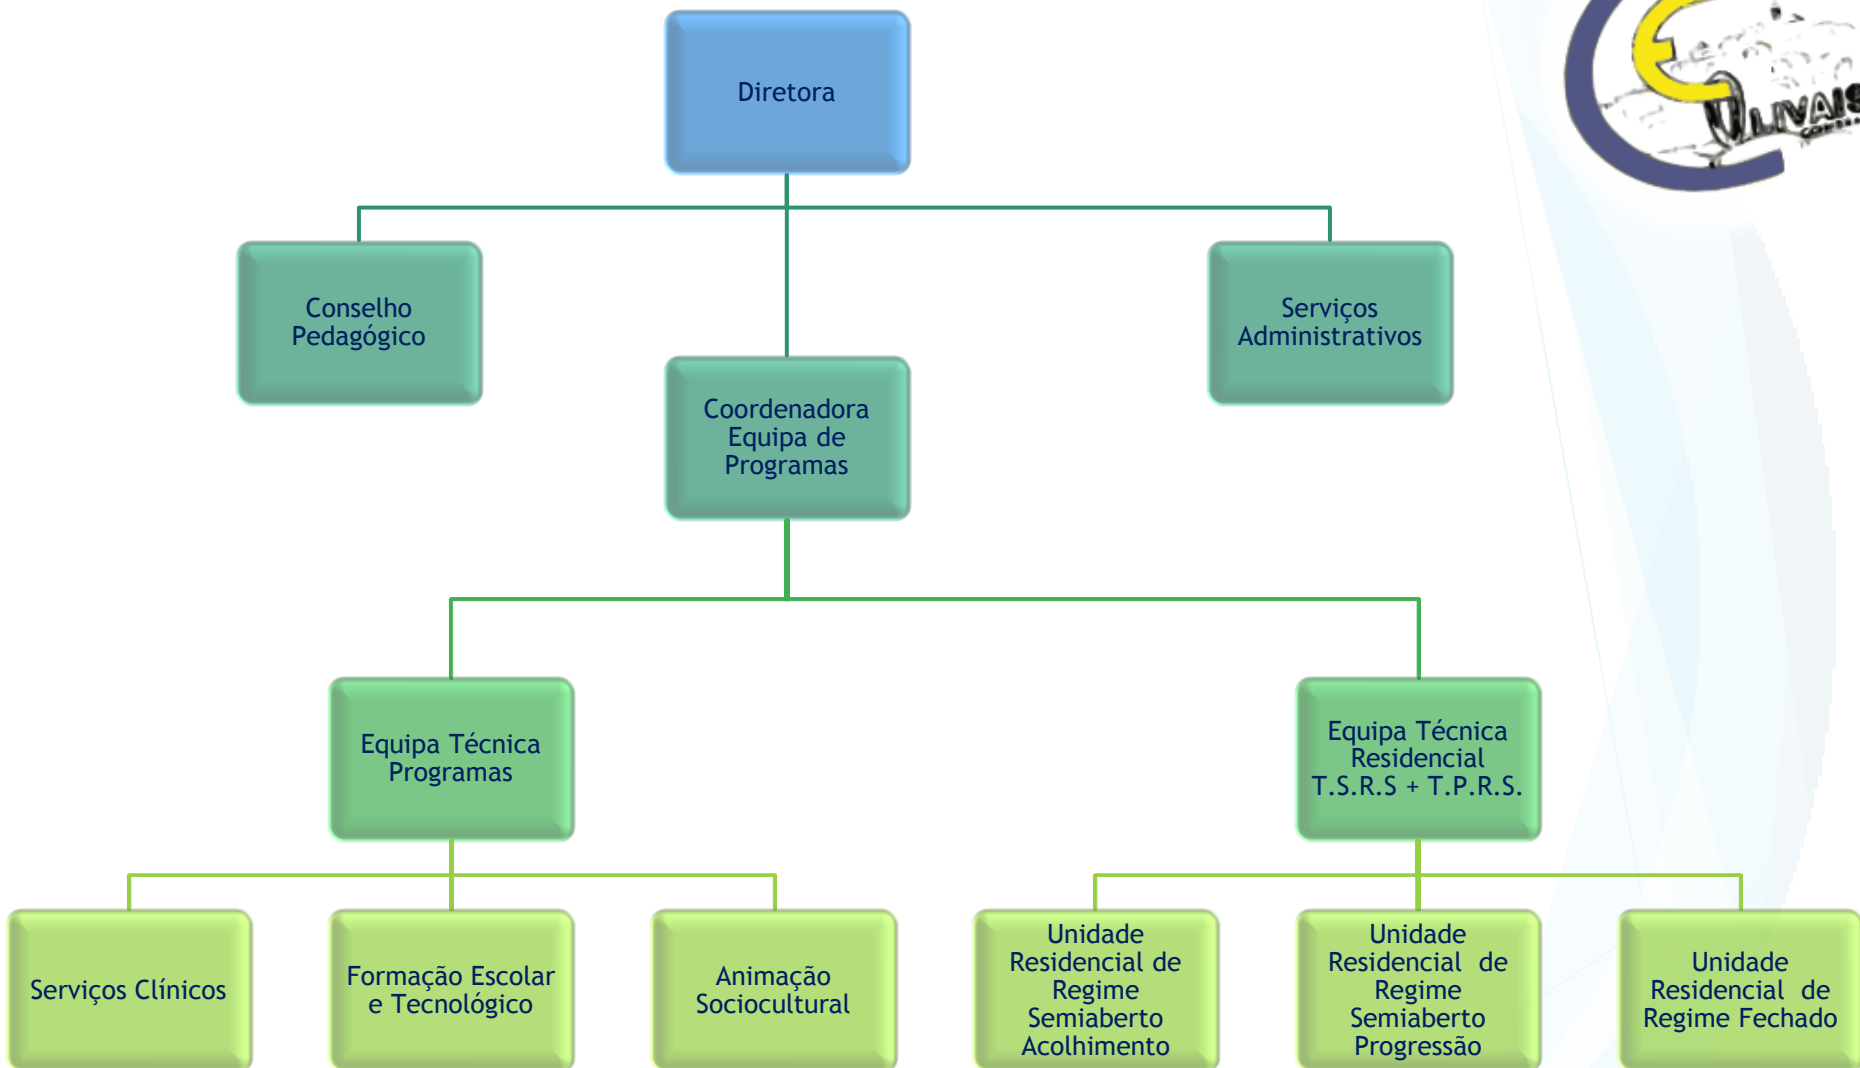 Diretora
Conselho
Pedagógico
Serviços
Administrativos
Coordenadora
Equipa de
Programas
Equipa Técnica
Programas
Equipa Técnica
Residencial
T.S.R.S + T.P.R.S.
Serviços Clínicos
Formação Escolar
e Tecnológico
Animação
Sociocultural
Unidade
Residencial de
Regime
Semiaberto
Acolhimento
Unidade
Residencial de
Regime
Semiaberto
Progressão
Unidade
Residencial de
Regime Fechado